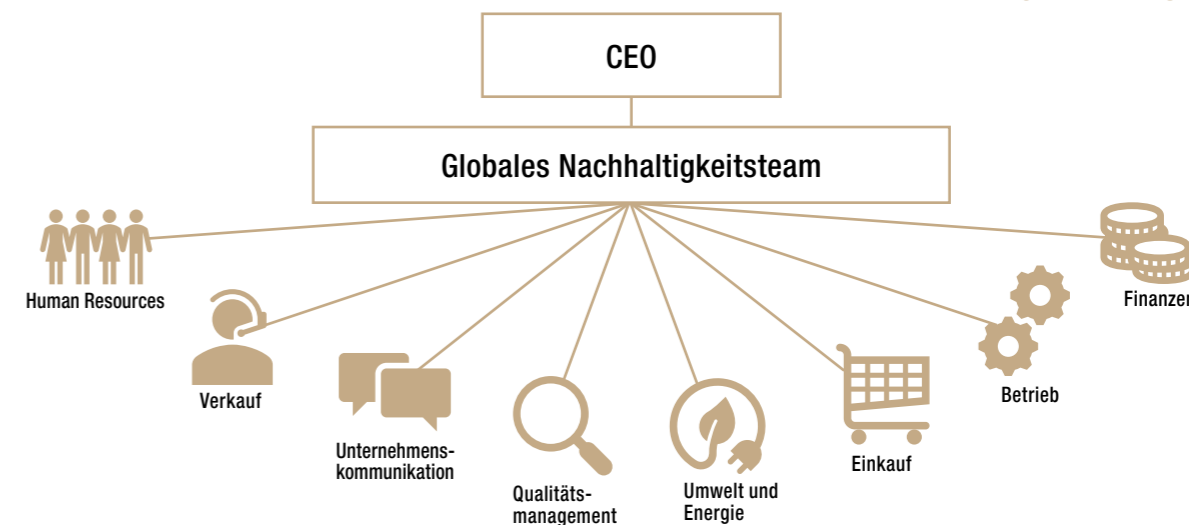 CEO
Globales Nachhaltigkeitsteam
Human Resources
Verkauf
Unternehmens-
kommunikation
Qualitäts-
management
Umwelt und
Energie
Einkauf
Betrieb
Finanzen